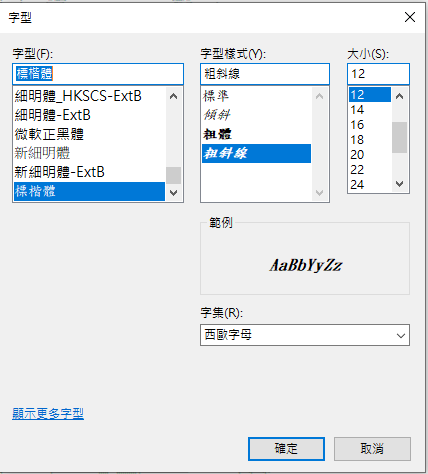 字型
字型(F):
標楷體
細明體_HKSCS-ExtB
細明體-ExtB
微軟正黑體
新細明體
新細明體-ExtB
標楷體
字型樣式(Y):
粗斜線
標準
傾斜
粗體
粗斜線
大小(S):
12
12
14
16
18
20
22
24
範例
AaBbYyZz
字集(R):
西歐字母
顯示更多字型
確定
取消